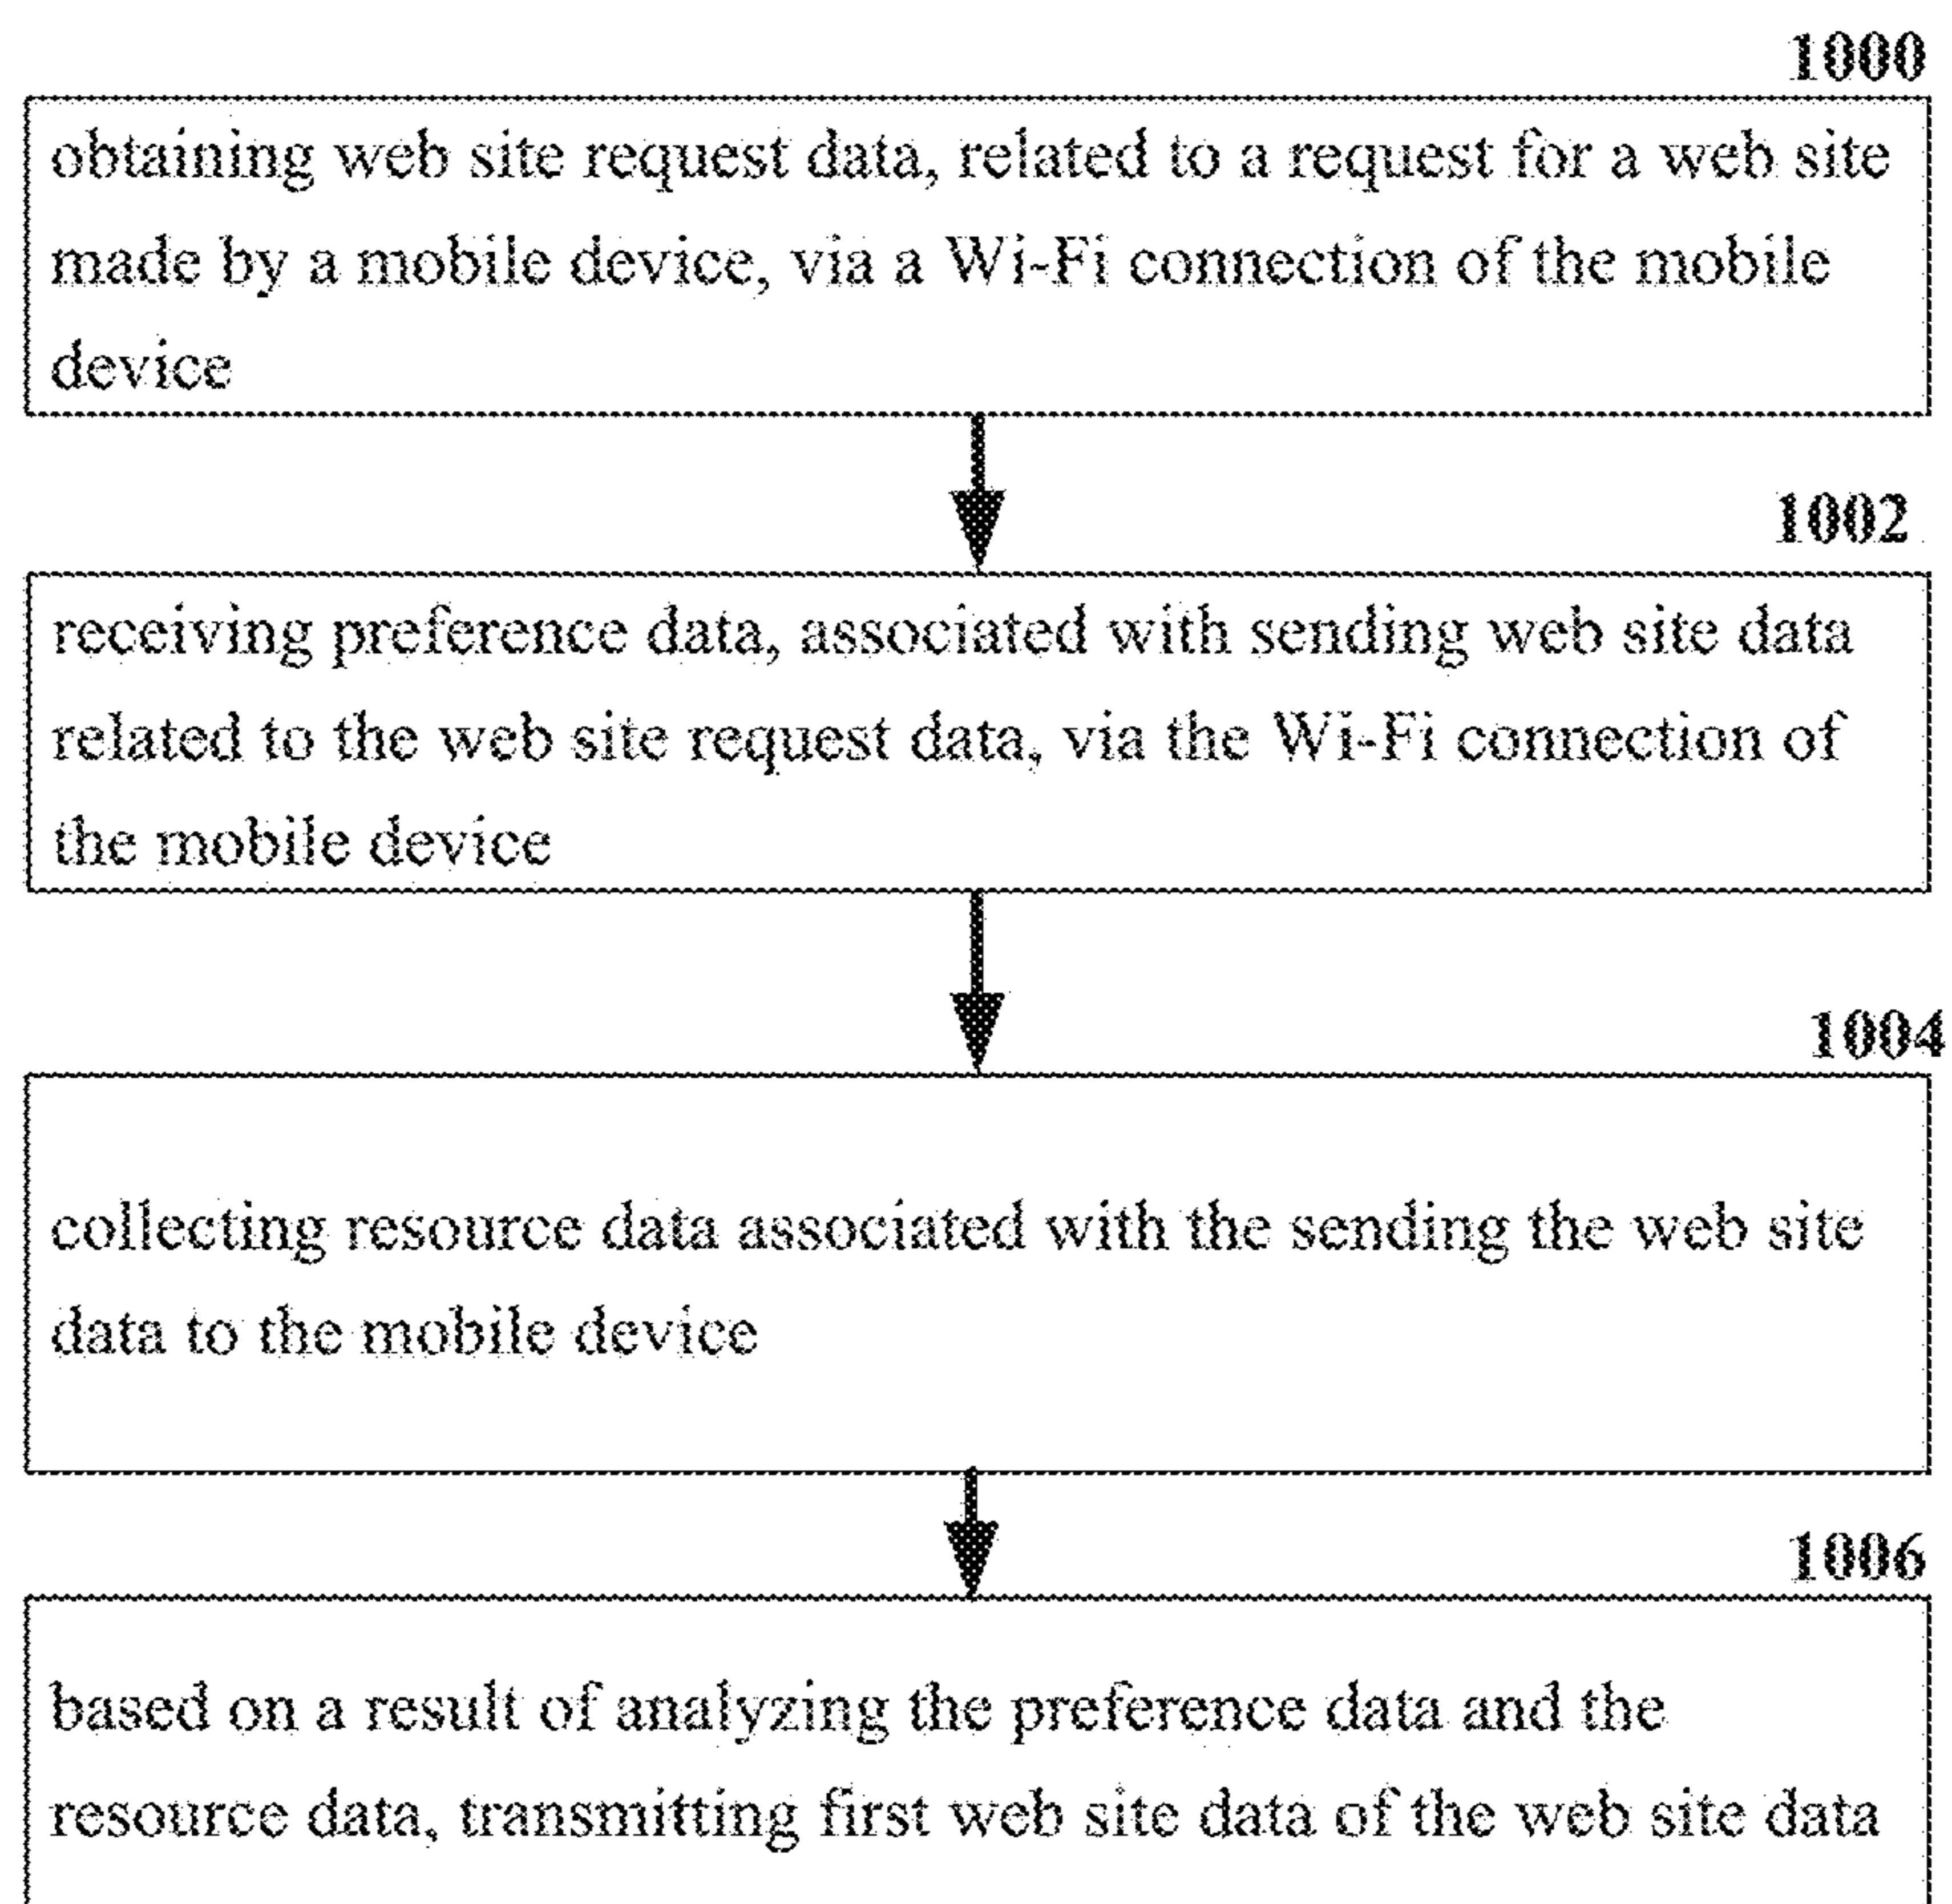 1000
obtaining web site request data, related to a request for a web site
made by a mobile device, via a Wi-Fi connection of the mobile
device
1002
receiving preference data, associated with sending web site data
related to the web site request data, via the Wi-Fi connection of
the mobile device
1004
collecting resource data associated with the sending the web site
data to the mobile device
1006
based on a result of analyzing the preference data and the
resource data, transmitting first web site data of the web site data